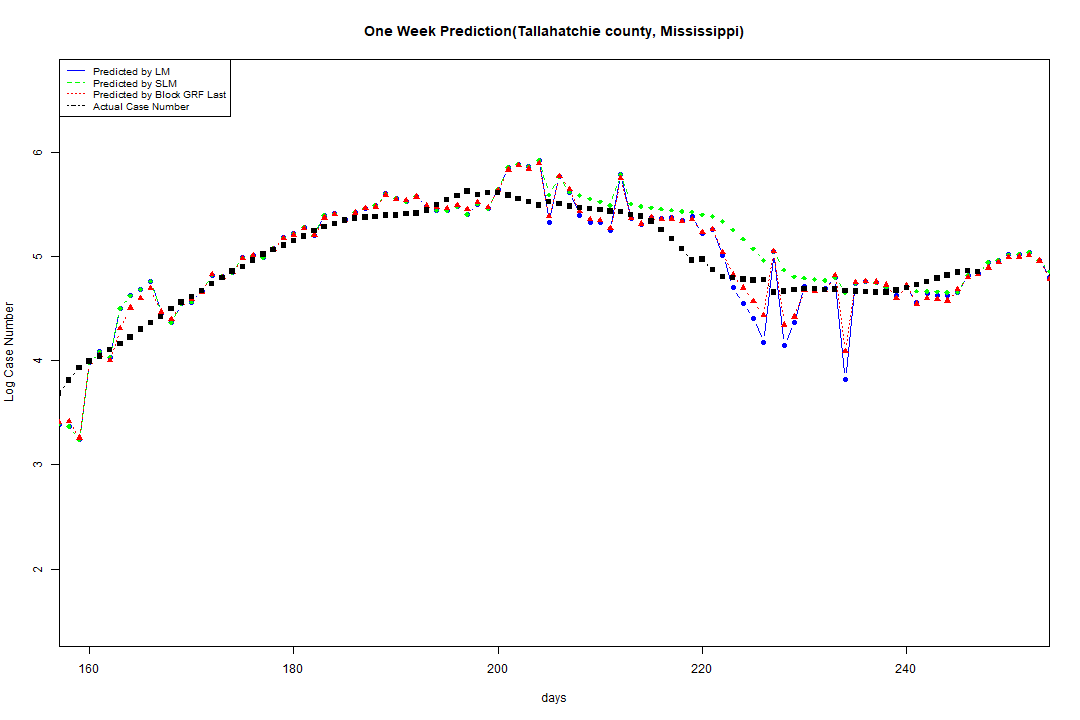 One Week Prediction(Tallahatchie county, Mississippi)
Predicted by LM
Predicted by SLM
Predicted by Block GRF Last
Actual Case Number
6
5
4
3
2
Log Case Number
160 180 200 220 240
days